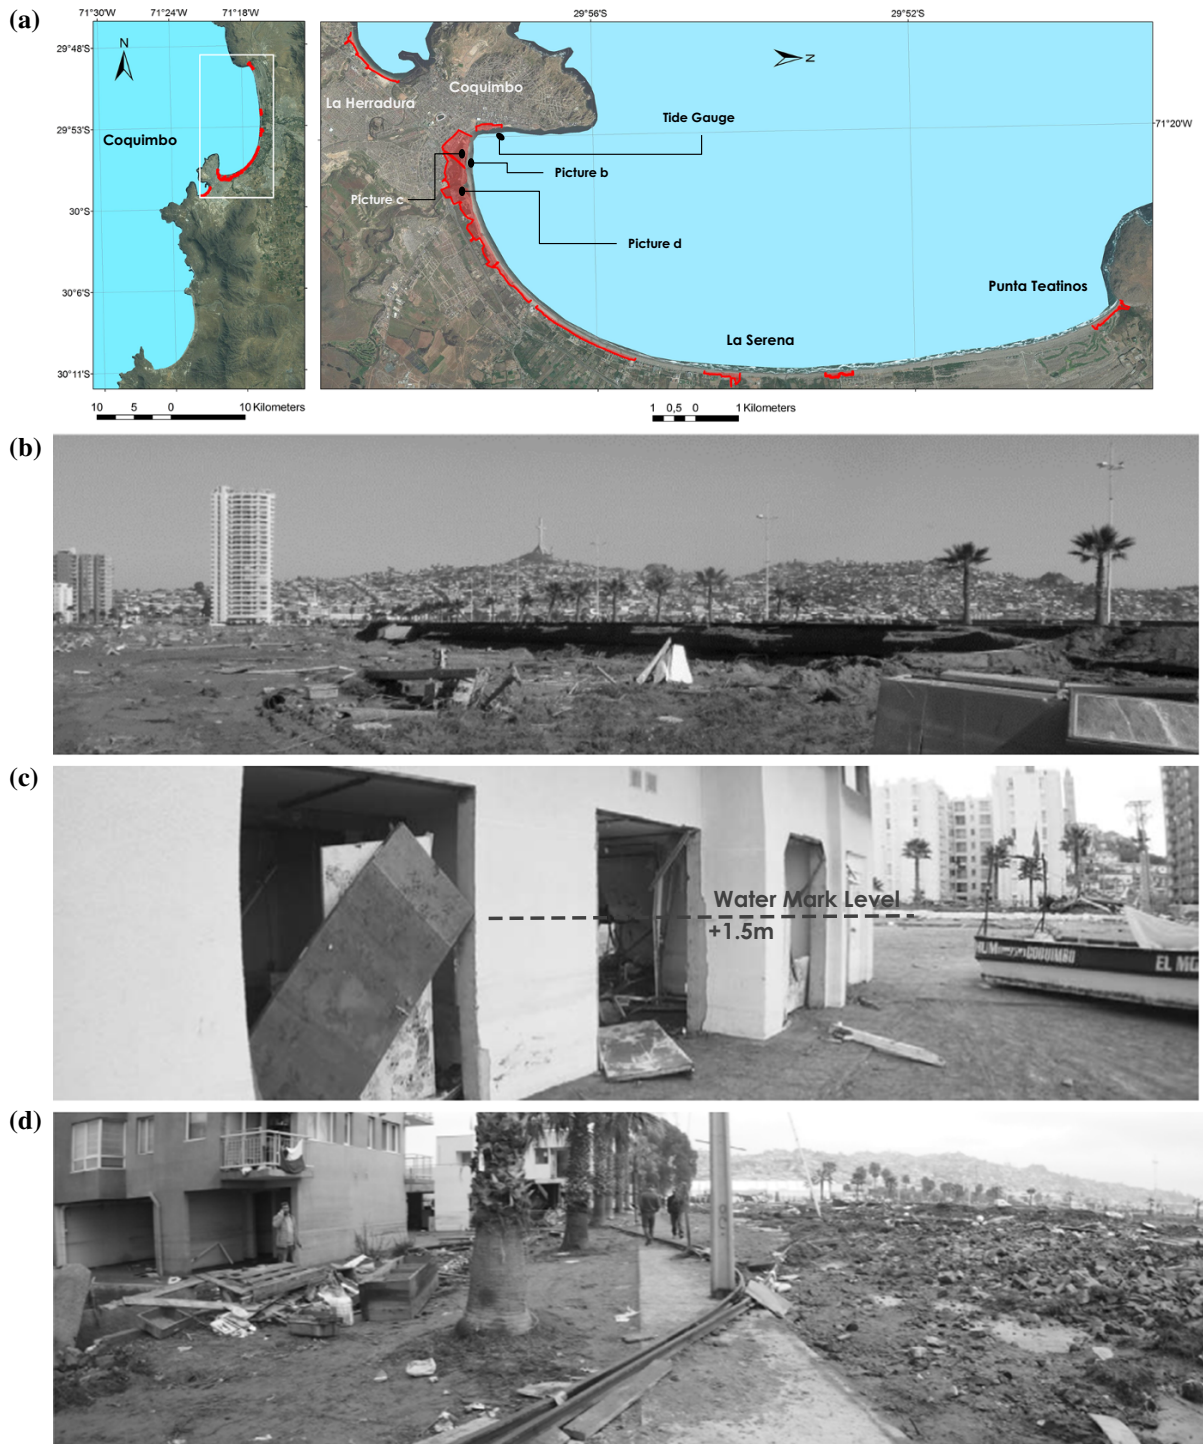 (a)
71°30'W 71°24'W 71°18'W
29°48'S
29°53'S
30°S
30°6'S
30°11'S
N
Coquimbo
10 5 0 10 Kilometers
29°56'S 29°52'S
71°20'W
N
La Herradura
Coquimbo
Tide Gauge
Picture b
Picture c
Picture d
Punta Teatinos
La Serena
1 0,5 0 1 Kilometers
(b)
(c)
Water Mark Level
+1.5m
COQUIMBO
EL MO
(d)